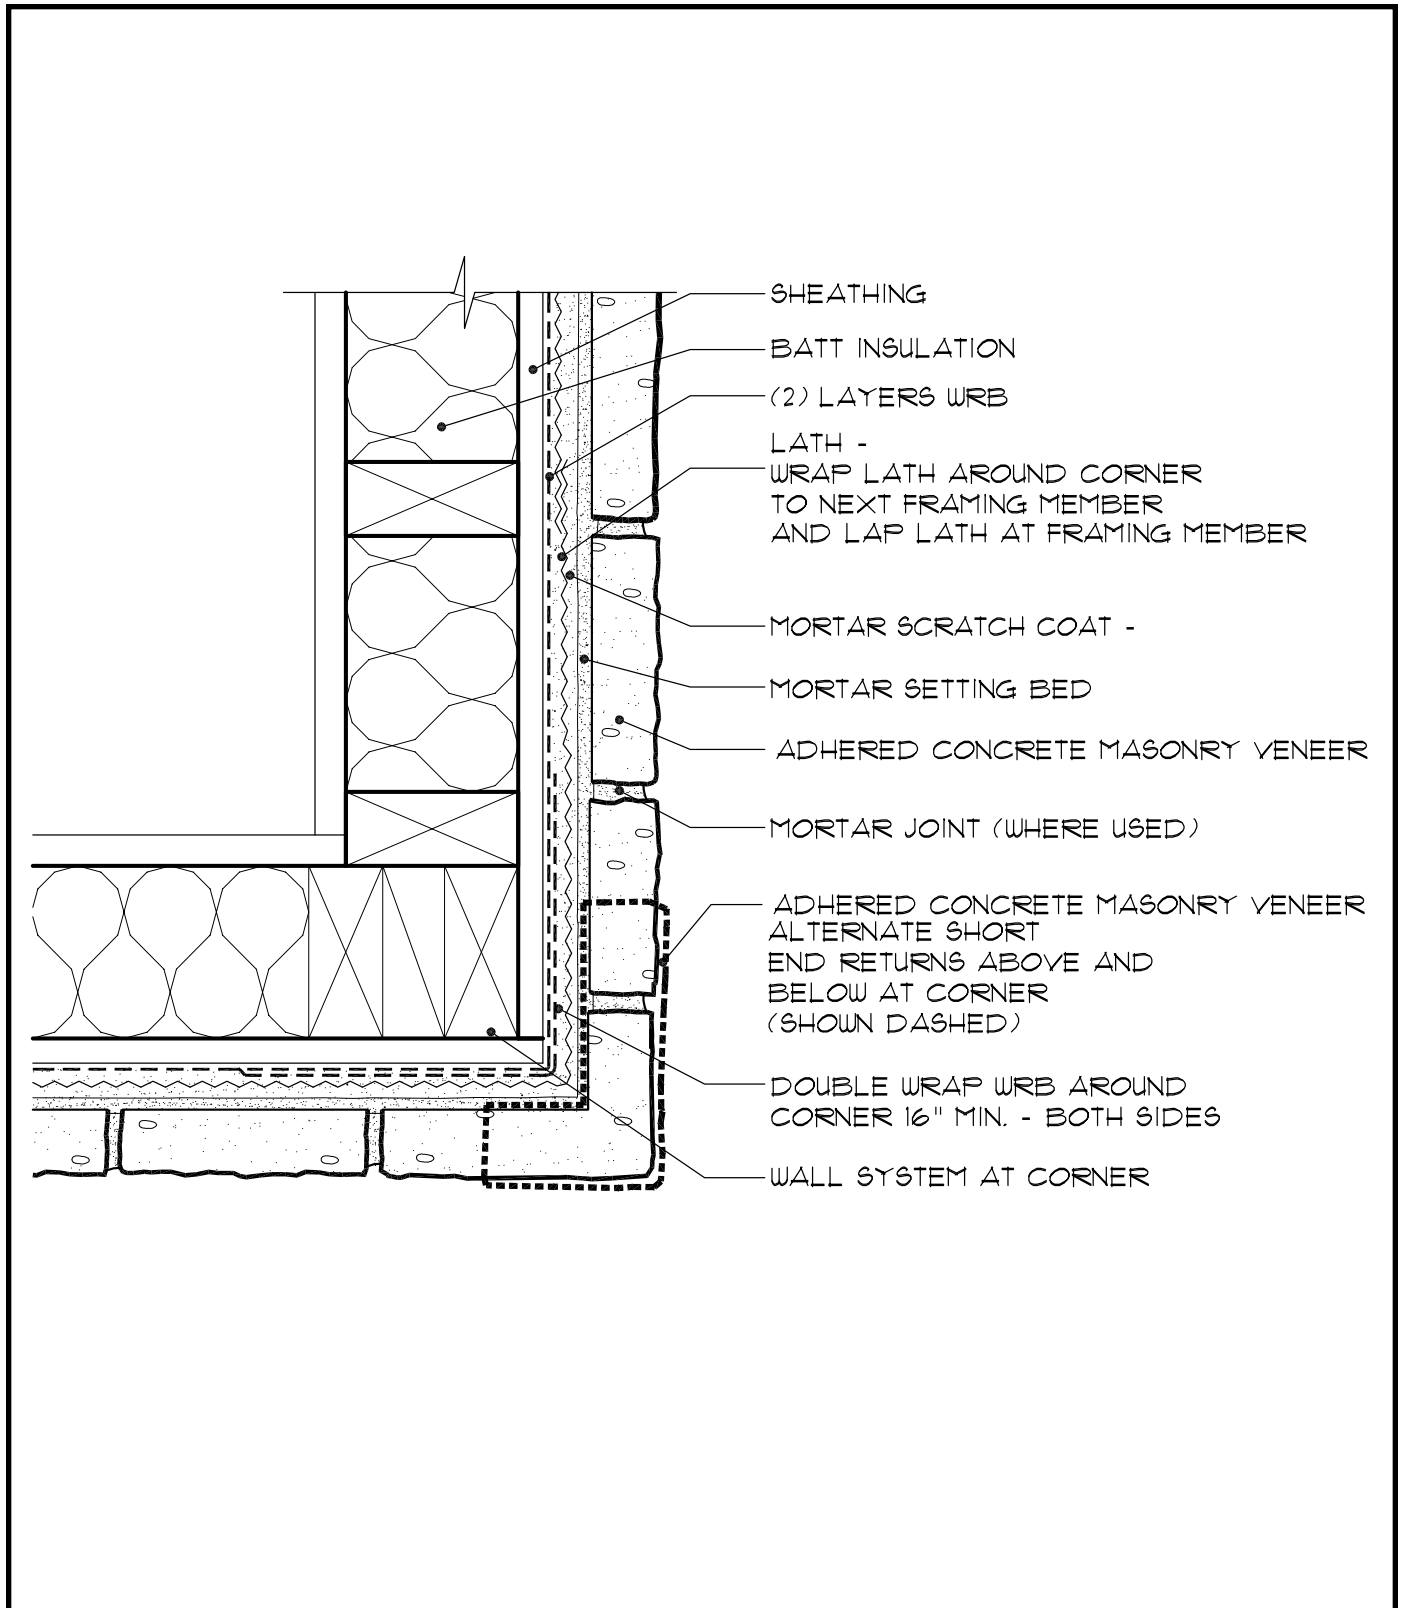 SHEATHING
BATT INSULATION
(2) LAYERS WRB
LATH -
WRAP LATH AROUND CORNER
TO NEXT FRAMING MEMBER
AND LAP LATH AT FRAMING MEMBER
MORTAR SCRATCH COAT -
MORTAR SETTING BED
ADHERED CONCRETE MASONRY VENEER
MORTAR JOINT (WHERE USED)
ADHERED CONCRETE MASONRY VENEER
ALTERNATE SHORT
END RETURNS ABOVE AND
BELOW AT CORNER
(SHOWN DASHED)
DOUBLE WRAP WRB AROUND
CORNER 16" MIN. - BOTH SIDES
WALL SYSTEM AT CORNER